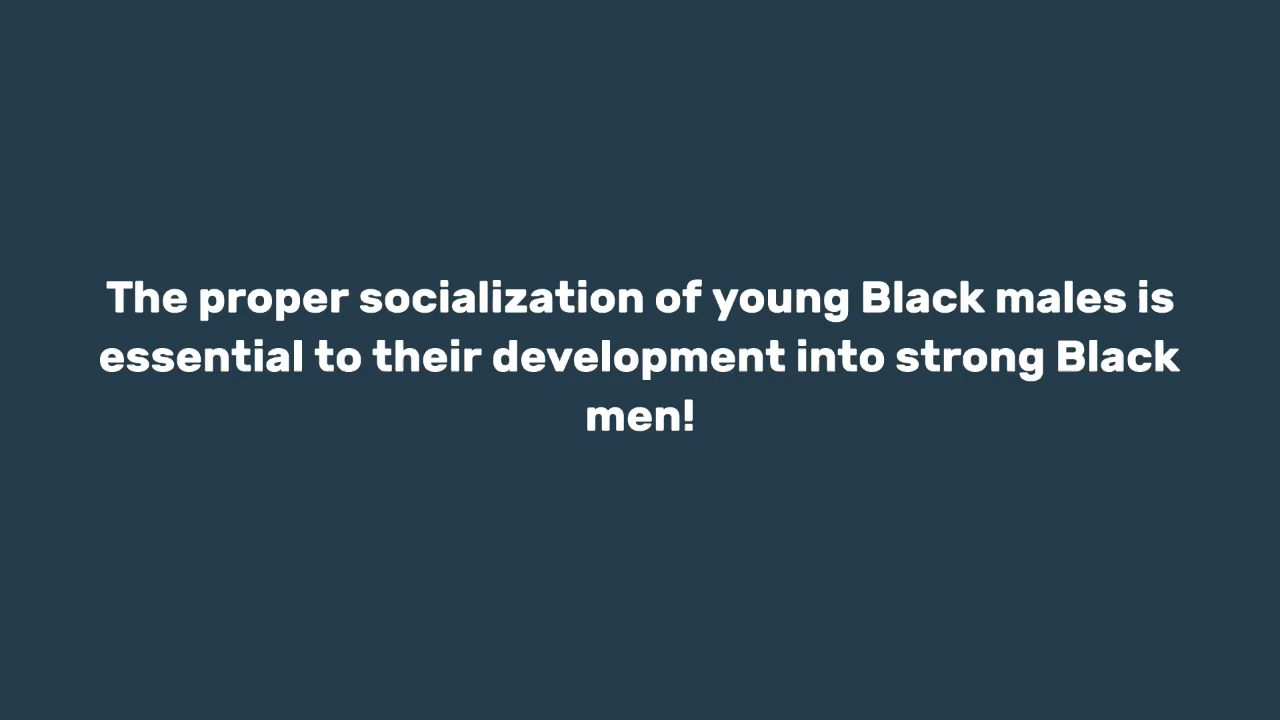 The proper socialization of young Black males is
essential to their development into strong Black
men!